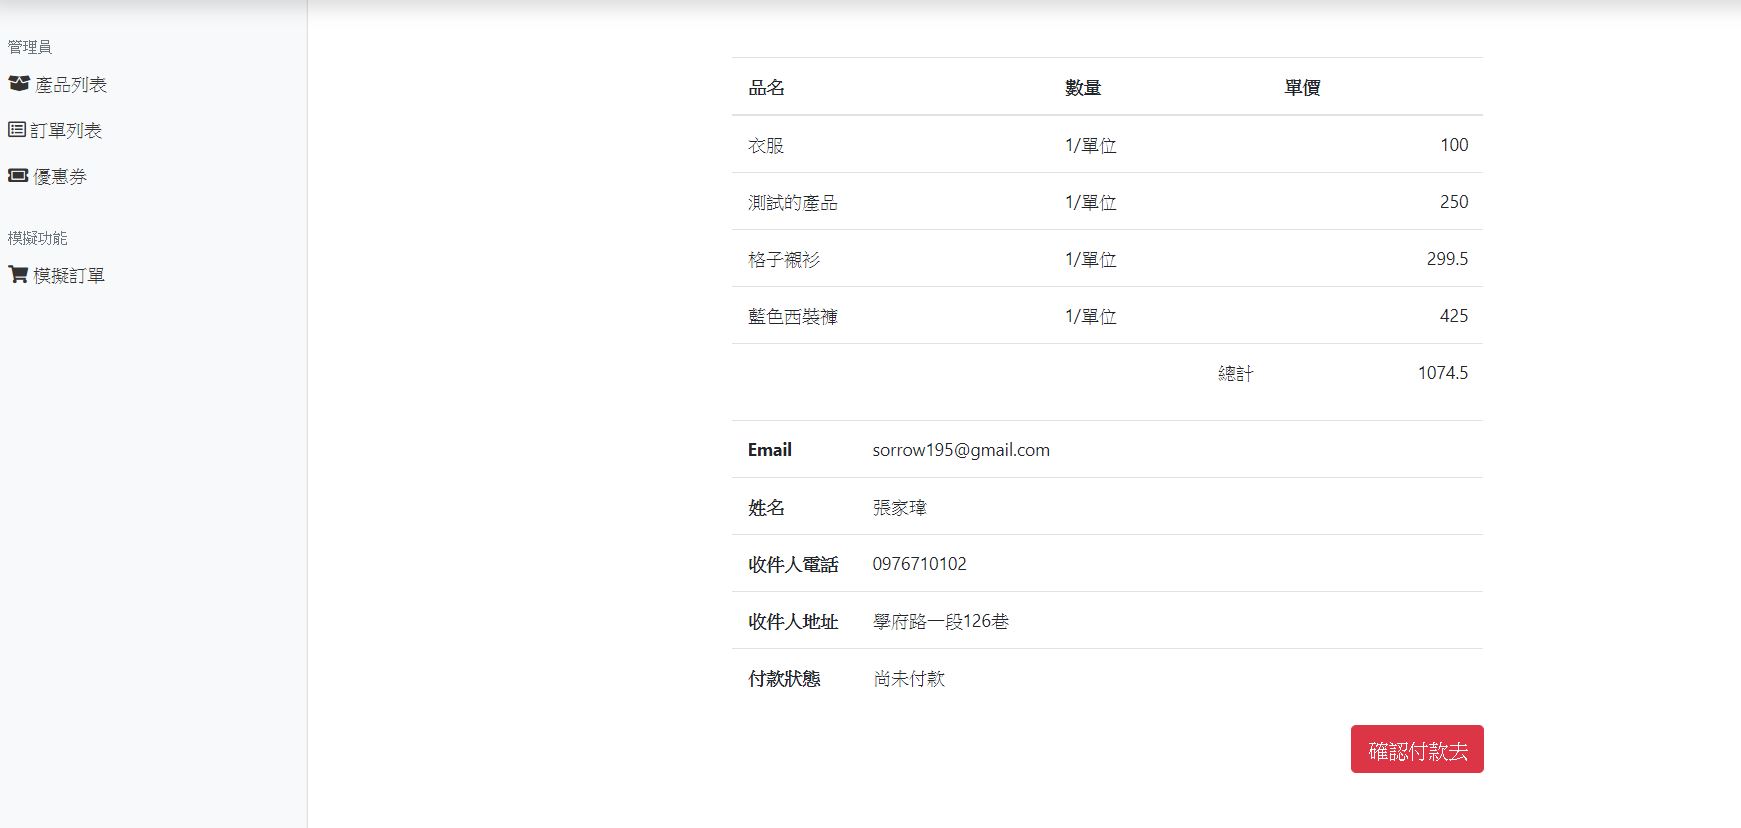 管理員
產品列表
訂單列表
優惠券
模擬功能
模擬訂單
品名 數量 單價
衣服 1/單位 100
測試的產品 1/單位 250
格子襯衫 1/單位 299.5
藍色西裝褲 1/單位 425
總計 1074.5
Email sorrow195@gmail.com
姓名 張家瑋
收件人電話 0976710102
收件人地址 學府路一段126巷
付款狀態 尚未付款
確認付款去